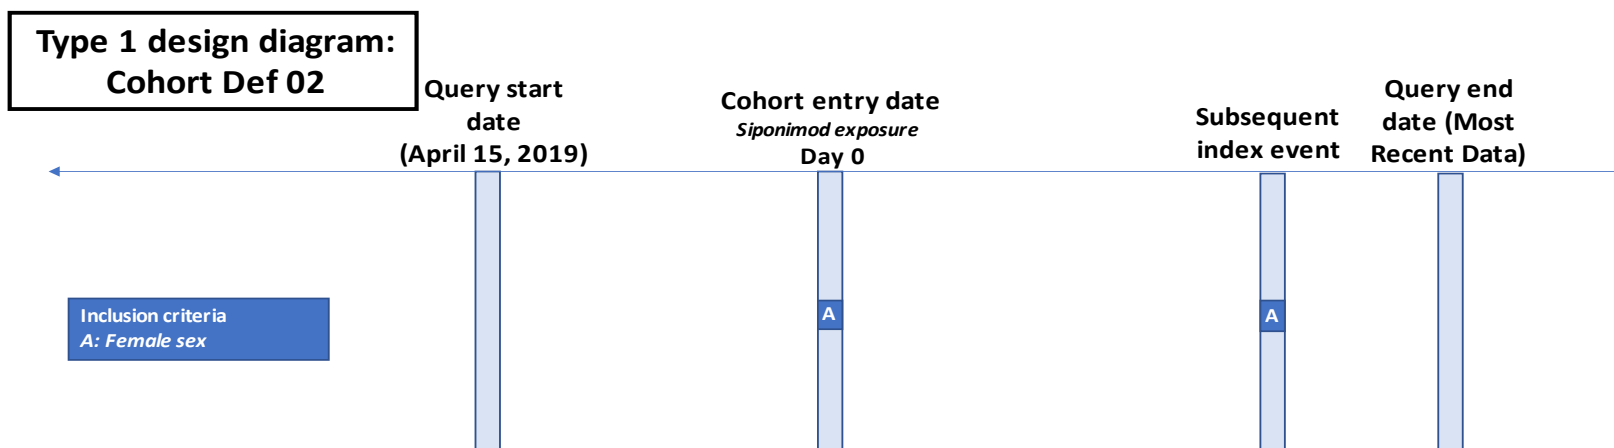 Type 1 design diagram:
Cohort Def 02
Query start
date
(April 15, 2019)
Cohort entry date
Siponimod exposure
Day 0
Subsequent
index event
Query end
date (Most
Recent Data)
Inclusion criteria
A: Female sex
A
A